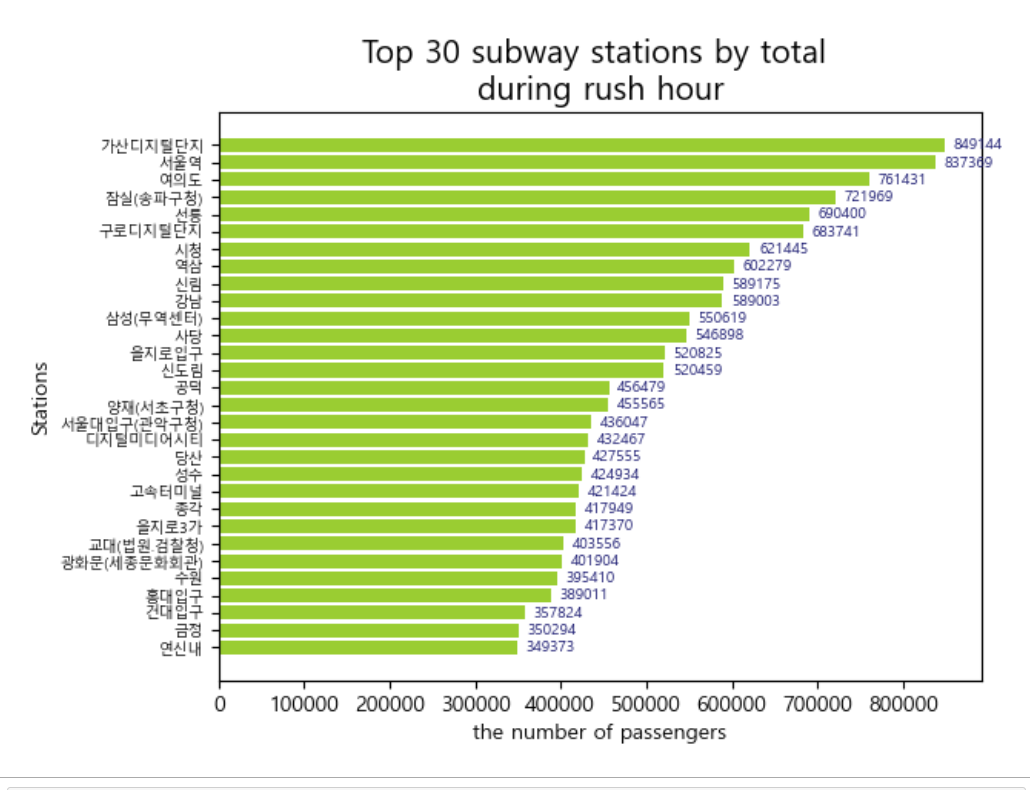 Top 30 subway stations by total
during rush hour
Stations
가산디지털단지 849144
서울역 837369
여의도 761431
잠실(송파구청) 721969
선릉 690400
구로디지털단지 683741
시청 621445
역삼 602279
신림 589175
강남 589003
삼성(무역센터) 550619
사당 546898
을지로입구 520825
신도림 520459
공덕 456479
양재(서초구청) 455565
서울대입구(관악구청) 436047
디지털미디어시티 432467
당산 427555
성수 424934
고속터미널 421424
종각 417949
을지로3가 417370
교대(법원.검찰청) 403556
광화문(세종문화회관) 401904
수원 395410
홍대입구 389011
건대입구 357824
금정 350294
연신내 349373
0 100000 200000 300000 400000 500000 600000 700000 800000
the number of passengers